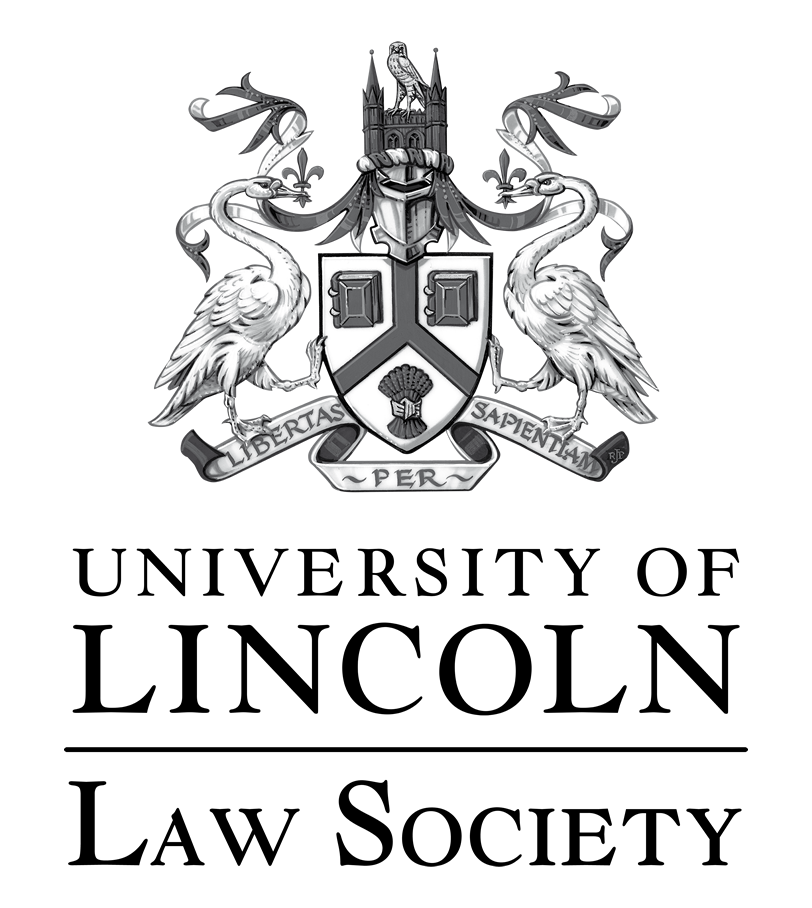 LIBERTAS
~ PER ~
SAPIENTIAM
UNIVERSITY OF
LINCOLN
LAW SOCIETY